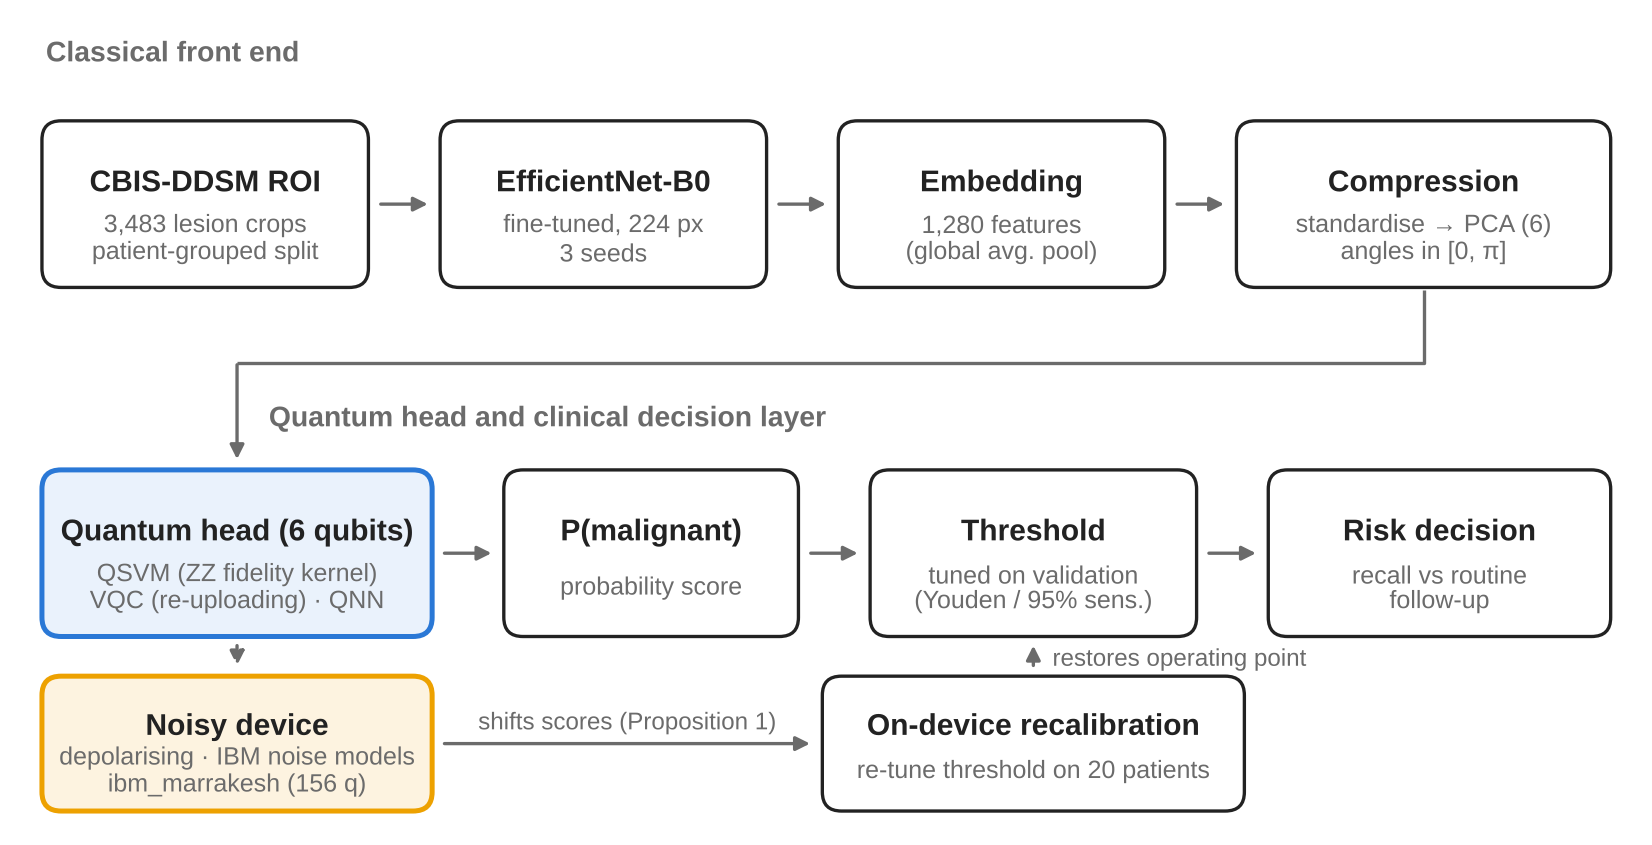 Classical front end
CBIS-DDSM ROI
3,483 lesion crops
patient-grouped split
EfficientNet-B0
fine-tuned, 224 px
3 seeds
Embedding
1,280 features
(global avg. pool)
Compression
standardise → PCA (6)
angles in [0, π]
Quantum head and clinical decision layer
Quantum head (6 qubits)
QSVM (ZZ fidelity kernel)
VQC (re-uploading) · QNN
P(malignant)
probability score
Threshold
tuned on validation
(Youden / 95% sens.)
Risk decision
recall vs routine
follow-up
restores operating point
Noisy device
depolarising · IBM noise models
ibm_marrakesh (156 q)
shifts scores (Proposition 1)
On-device recalibration
re-tune threshold on 20 patients